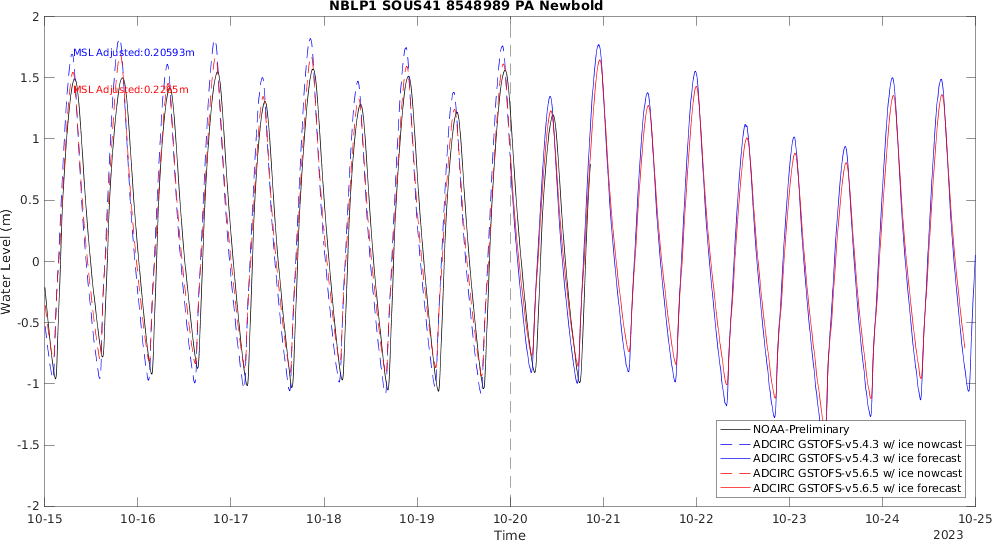 NBLP1 SOUS41 8548989 PA Newbold
2
1.5
1
0.5
0
-0.5
-1
-1.5
-2
Water Level (m)
MSL Adjusted:0.20593m
MSL Adjusted:0.2265m
NOAA-Preliminary
ADCIRC GSTOFS-v5.4.3 w/ ice nowcast
ADCIRC GSTOFS-v5.4.3 w/ ice forecast
ADCIRC GSTOFS-v5.6.5 w/ ice nowcast
ADCIRC GSTOFS-v5.6.5 w/ ice forecast
10-15 10-16 10-17 10-18 10-19 10-20 10-21 10-22 10-23 10-24 10-25
Time
2023